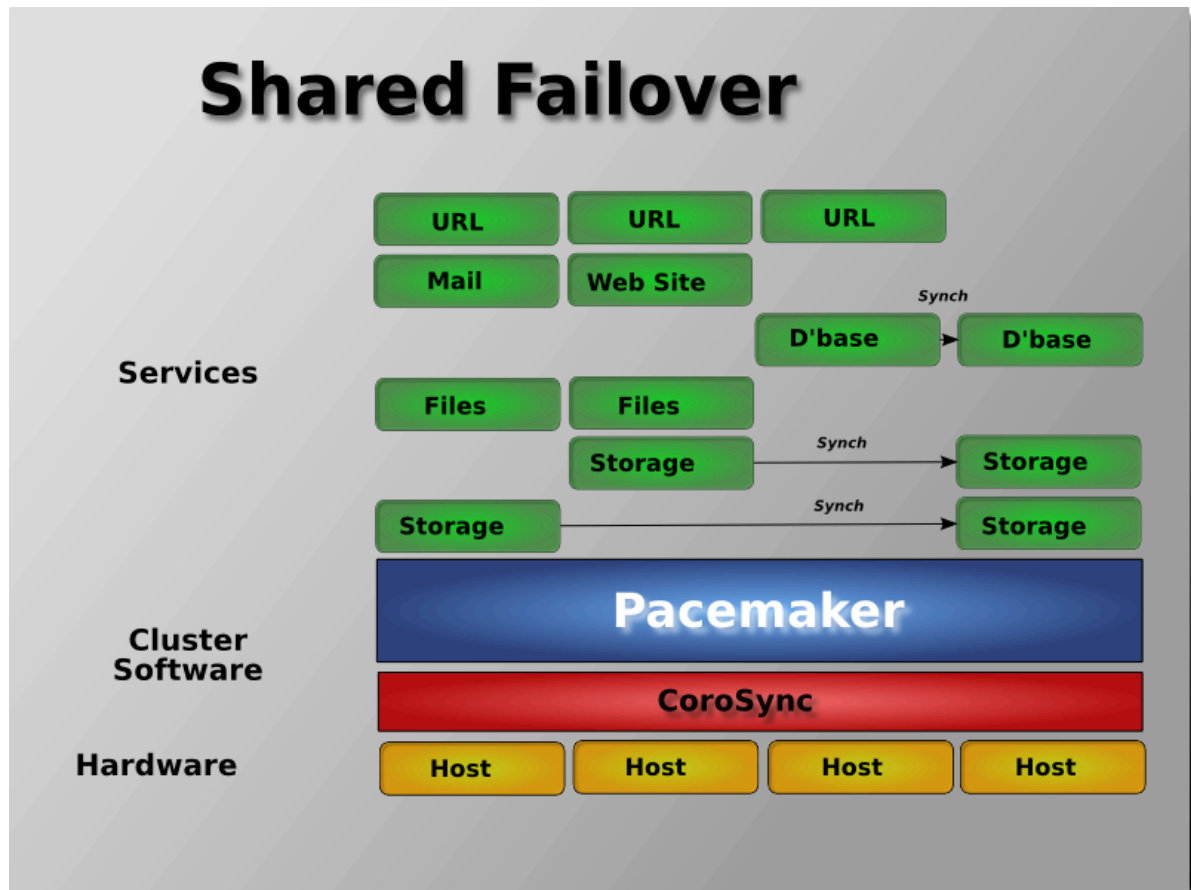 Shared Failover
URL URL URL
Mail Web Site
Synch
D'base D'base
Services
Files Files
Synch
Storage Storage
Synch
Storage Storage
Pacemaker
Cluster
Software
CoroSync
Hardware
Host Host Host Host